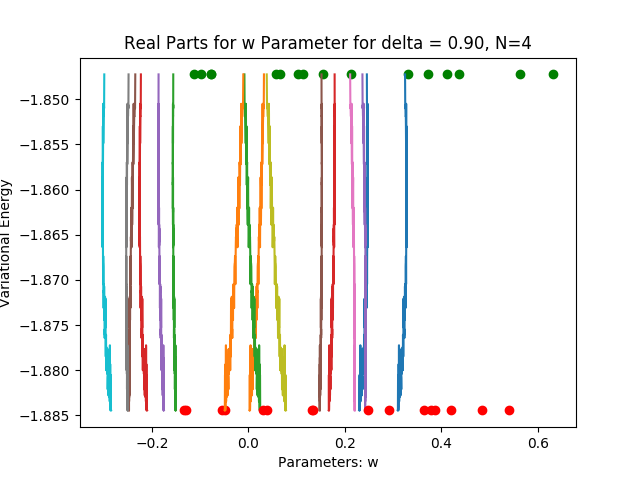 Real Parts for w Parameter for delta = 0.90, N=4
−1.850
−1.855
−1.860
−1.865
−1.870
−1.875
−1.880
−1.885
Variational Energy
−0.2 0.0 0.2 0.4 0.6
Parameters: w